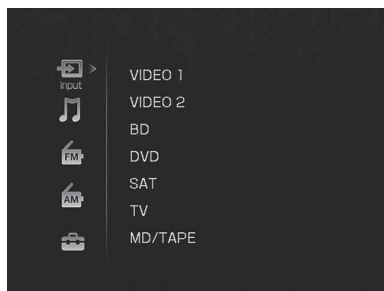 Input
VIDEO 1
VIDEO 2
BD
FM
DVD
SAT
AM
TV
MD/TAPE